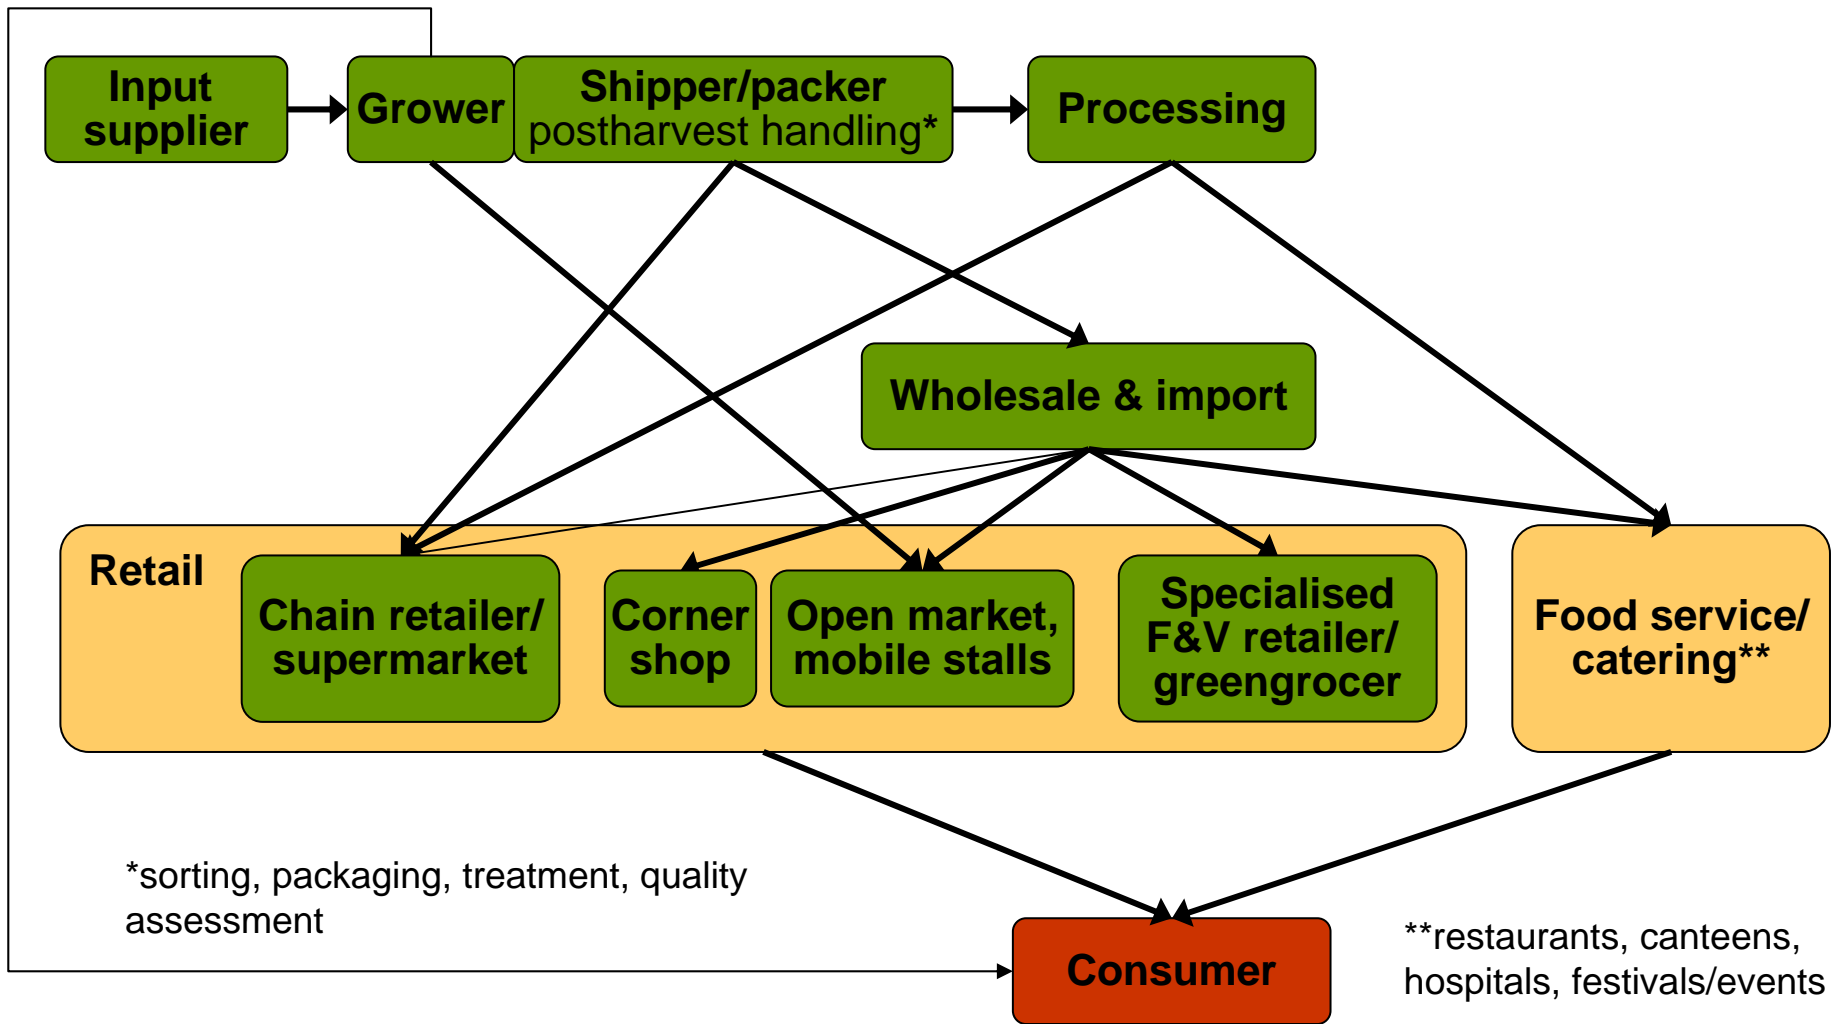 Input
supplier
Grower
Shipper/packer
postharvest handling*
Processing
Wholesale & import
Retail
Chain retailer/
supermarket
Corner
shop
Open market,
mobile stalls
Specialised
F&V retailer/
greengrocer
Food service/
catering**
*sorting, packaging, treatment, quality
assessment
Consumer
**restaurants, canteens,
hospitals, festivals/events